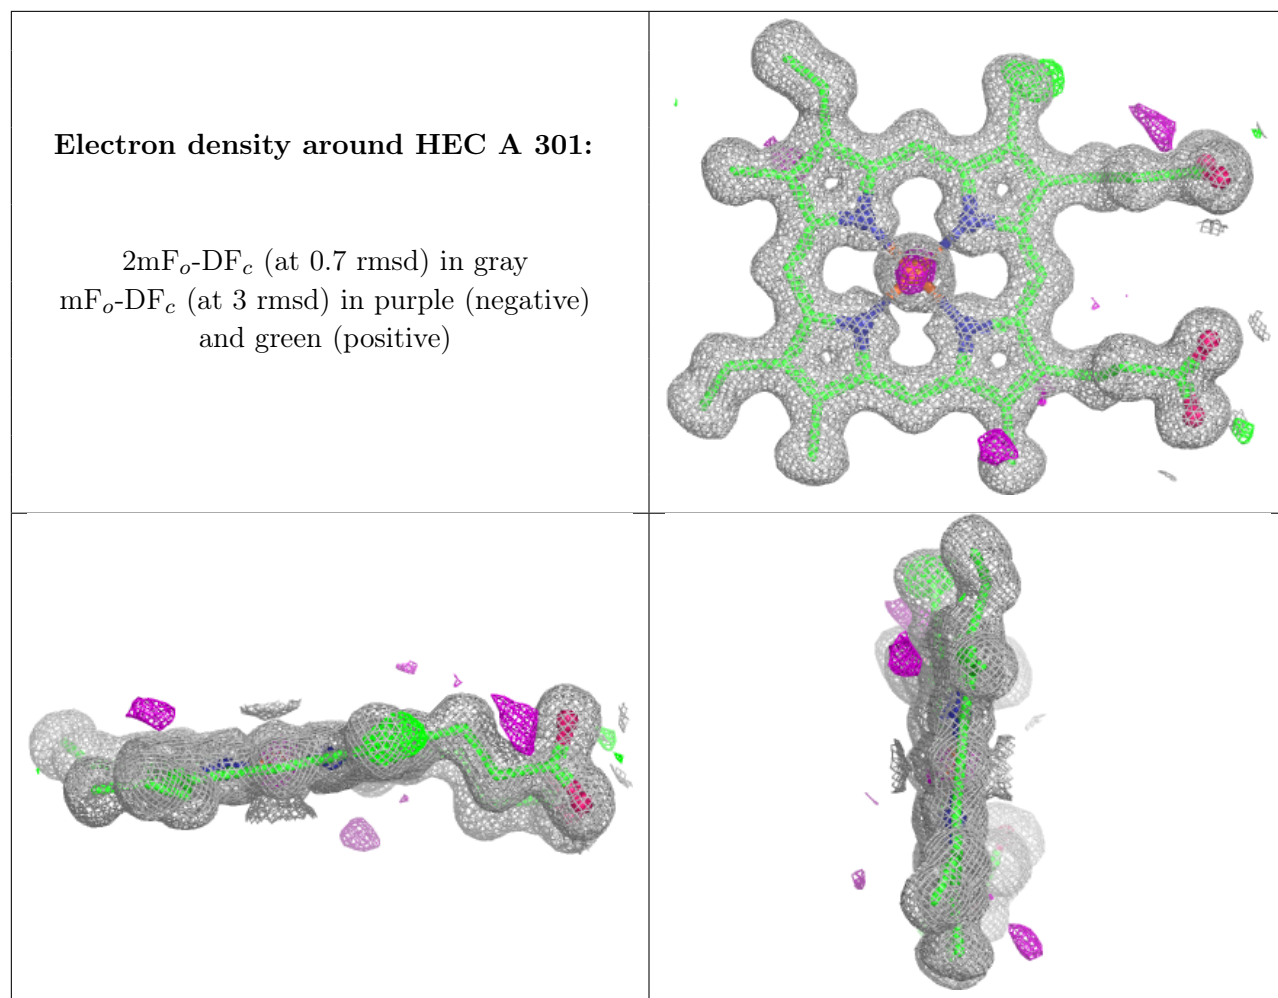 Electron density around HEC A 301:
2mFo-DFc (at 0.7 rmsd) in gray
mFo-DFc (at 3 rmsd) in purple (negative)
and green (positive)